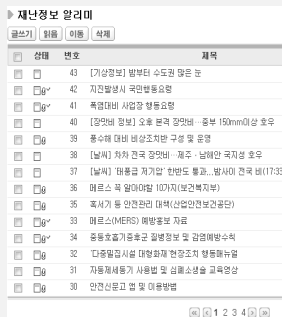 재난정보 알리미
글쓰기 읽음 이동 삭제
상태 번호 제목
43 [기상정보] 밤부터 수도권 많은 눈
42 지진발생시 국민행동요령
41 폭염대비 사업장 행동요령
40 [장맛비 정보] 오후 본격 장맛비…중부 150mm이상 호우
39 풍수해 대비 비상조치반 구성 및 운영
38 [날씨] 차차 전국 장맛비…제주·남해안 국지성 호우
37 [날씨] '태풍급 저기압' 한반도 통과...밤사이 전국 비(17:33
36 메르스 꼭 알아야할 10가지(보건복지부)
35 혹서기 등 안전관리 대책(산업안전보건공단)
33 메르스(MERS) 예방홍보 자료
34 중동호흡기증후군 질병정보 및 감염예방수칙
32 '다중밀집시설 대형화재'현장조치 행동매뉴얼
31 자동제세동기 사용법 및 심폐소생술 교육영상
30 안전신문고 앱 및 이용방법
1 2 3 4